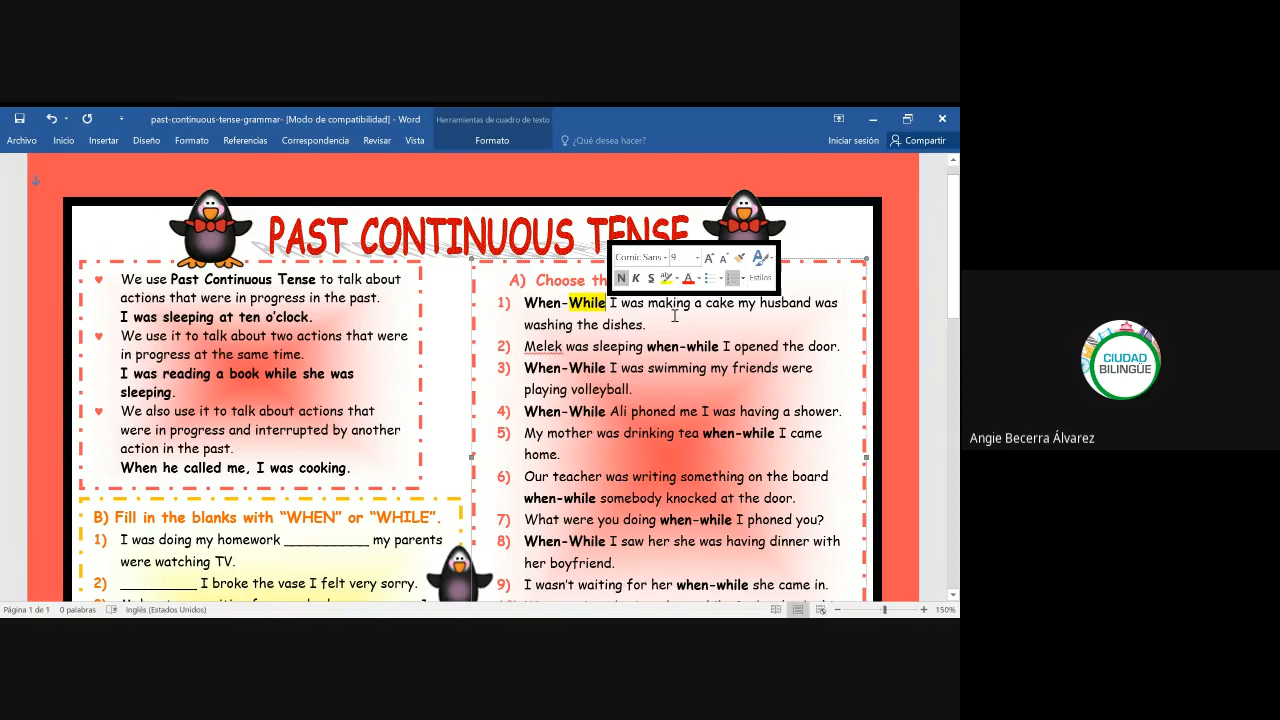 past-continuous-tense-grammar- [Modo de compatibilidad] - Word
Herramientas de cuadro de texto
Archivo Inicio Insertar Diseño Formato Referencias Correspondencia Revisar Vista Formato ¿Qué desea hacer? Iniciar sesión Compartir
PAST CONTINUOUS TENSE
♥ We use Past Continuous Tense to talk about
actions that were in progress in the past.
I was sleeping at ten o’clock.
♥ We use it to talk about two actions that were
in progress at the same time.
I was reading a book while she was
sleeping.
♥ We also use it to talk about actions that
were in progress and interrupted by another
action in the past.
When he called me, I was cooking.
B) Fill in the blanks with “WHEN” or “WHILE”.
1) I was doing my homework ___________ my parents
were watching TV.
2) __________ I broke the vase I felt very sorry.
Comic Sans 9
N K S Estilos
A) Choose th
1) When-While I was making a cake my husband was
washing the dishes.
2) Melek was sleeping when-while I opened the door.
3) When-While I was swimming my friends were
playing volleyball.
4) When-While Ali phoned me I was having a shower.
5) My mother was drinking tea when-while I came
home.
6) Our teacher was writing something on the board
when-while somebody knocked at the door.
7) What were you doing when-while I phoned you?
8) When-While I saw her she was having dinner with
her boyfriend.
9) I wasn’t waiting for her when-while she came in.
Página 1 de 1 0 palabras Inglés (Estados Unidos) 150%
CIUDAD
BILINGÜE
Angie Becerra Álvarez